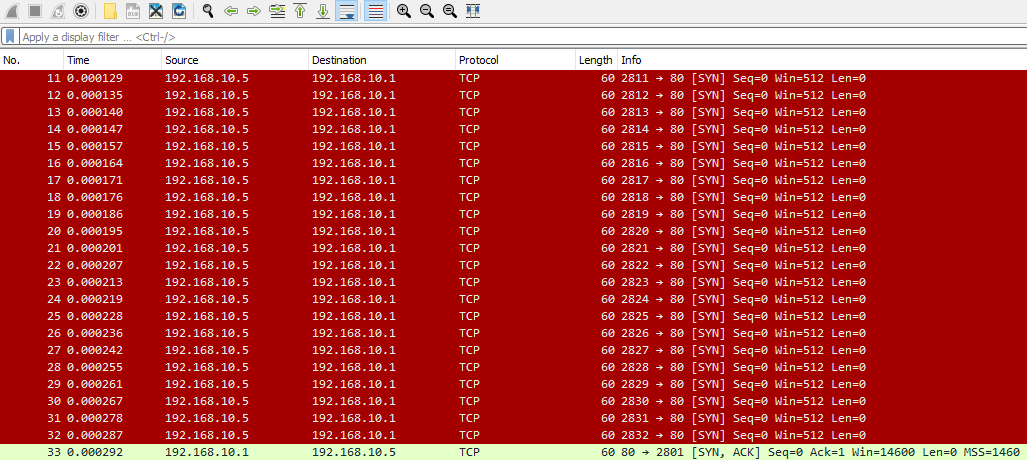 Apply a display filter ... <Ctrl-/>
No. Time Source Destination Protocol Length Info
11 0.000129 192.168.10.5 192.168.10.1 TCP 60 2811 → 80 [SYN] Seq=0 Win=512 Len=0
12 0.000135 192.168.10.5 192.168.10.1 TCP 60 2812 → 80 [SYN] Seq=0 Win=512 Len=0
13 0.000140 192.168.10.5 192.168.10.1 TCP 60 2813 → 80 [SYN] Seq=0 Win=512 Len=0
14 0.000147 192.168.10.5 192.168.10.1 TCP 60 2814 → 80 [SYN] Seq=0 Win=512 Len=0
15 0.000157 192.168.10.5 192.168.10.1 TCP 60 2815 → 80 [SYN] Seq=0 Win=512 Len=0
16 0.000164 192.168.10.5 192.168.10.1 TCP 60 2816 → 80 [SYN] Seq=0 Win=512 Len=0
17 0.000171 192.168.10.5 192.168.10.1 TCP 60 2817 → 80 [SYN] Seq=0 Win=512 Len=0
18 0.000176 192.168.10.5 192.168.10.1 TCP 60 2818 → 80 [SYN] Seq=0 Win=512 Len=0
19 0.000186 192.168.10.5 192.168.10.1 TCP 60 2819 → 80 [SYN] Seq=0 Win=512 Len=0
20 0.000195 192.168.10.5 192.168.10.1 TCP 60 2820 → 80 [SYN] Seq=0 Win=512 Len=0
21 0.000201 192.168.10.5 192.168.10.1 TCP 60 2821 → 80 [SYN] Seq=0 Win=512 Len=0
22 0.000207 192.168.10.5 192.168.10.1 TCP 60 2822 → 80 [SYN] Seq=0 Win=512 Len=0
23 0.000213 192.168.10.5 192.168.10.1 TCP 60 2823 → 80 [SYN] Seq=0 Win=512 Len=0
24 0.000219 192.168.10.5 192.168.10.1 TCP 60 2824 → 80 [SYN] Seq=0 Win=512 Len=0
25 0.000228 192.168.10.5 192.168.10.1 TCP 60 2825 → 80 [SYN] Seq=0 Win=512 Len=0
26 0.000236 192.168.10.5 192.168.10.1 TCP 60 2826 → 80 [SYN] Seq=0 Win=512 Len=0
27 0.000242 192.168.10.5 192.168.10.1 TCP 60 2827 → 80 [SYN] Seq=0 Win=512 Len=0
28 0.000255 192.168.10.5 192.168.10.1 TCP 60 2828 → 80 [SYN] Seq=0 Win=512 Len=0
29 0.000261 192.168.10.5 192.168.10.1 TCP 60 2829 → 80 [SYN] Seq=0 Win=512 Len=0
30 0.000267 192.168.10.5 192.168.10.1 TCP 60 2830 → 80 [SYN] Seq=0 Win=512 Len=0
31 0.000278 192.168.10.5 192.168.10.1 TCP 60 2831 → 80 [SYN] Seq=0 Win=512 Len=0
32 0.000287 192.168.10.5 192.168.10.1 TCP 60 2832 → 80 [SYN] Seq=0 Win=512 Len=0
33 0.000292 192.168.10.1 192.168.10.5 TCP 60 80 → 2801 [SYN, ACK] Seq=0 Ack=1 Win=14600 Len=0 MSS=1460